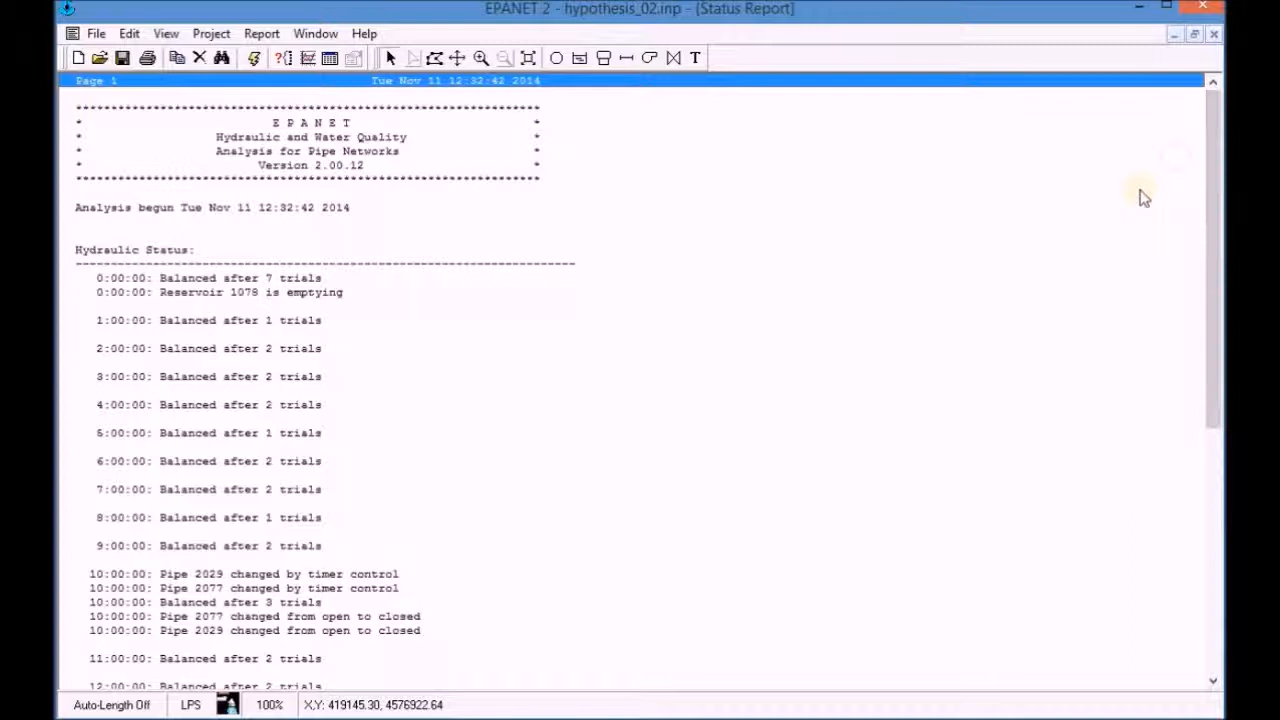 EPANET 2 - hypothesis_02.inp - [Status Report]
File Edit View Project Report Window Help
Page 1 Tue Nov 11 12:32:42 2014
******************************************************************
* E P A N E T *
* Hydraulic and Water Quality *
* Analysis for Pipe Networks *
* Version 2.00.12 *
******************************************************************
Analysis begun Tue Nov 11 12:32:42 2014
Hydraulic Status:
-----------------------------------------------------------------------
0:00:00: Balanced after 7 trials
0:00:00: Reservoir 1078 is emptying
1:00:00: Balanced after 1 trials
2:00:00: Balanced after 2 trials
3:00:00: Balanced after 2 trials
4:00:00: Balanced after 2 trials
5:00:00: Balanced after 1 trials
6:00:00: Balanced after 2 trials
7:00:00: Balanced after 2 trials
8:00:00: Balanced after 1 trials
9:00:00: Balanced after 2 trials
10:00:00: Pipe 2029 changed by timer control
10:00:00: Pipe 2077 changed by timer control
10:00:00: Balanced after 3 trials
10:00:00: Pipe 2077 changed from open to closed
10:00:00: Pipe 2029 changed from open to closed
11:00:00: Balanced after 2 trials
12:00:00: Balanced after 2 trials
Auto-Length Off LPS 100% X,Y: 419145.30, 4576922.64